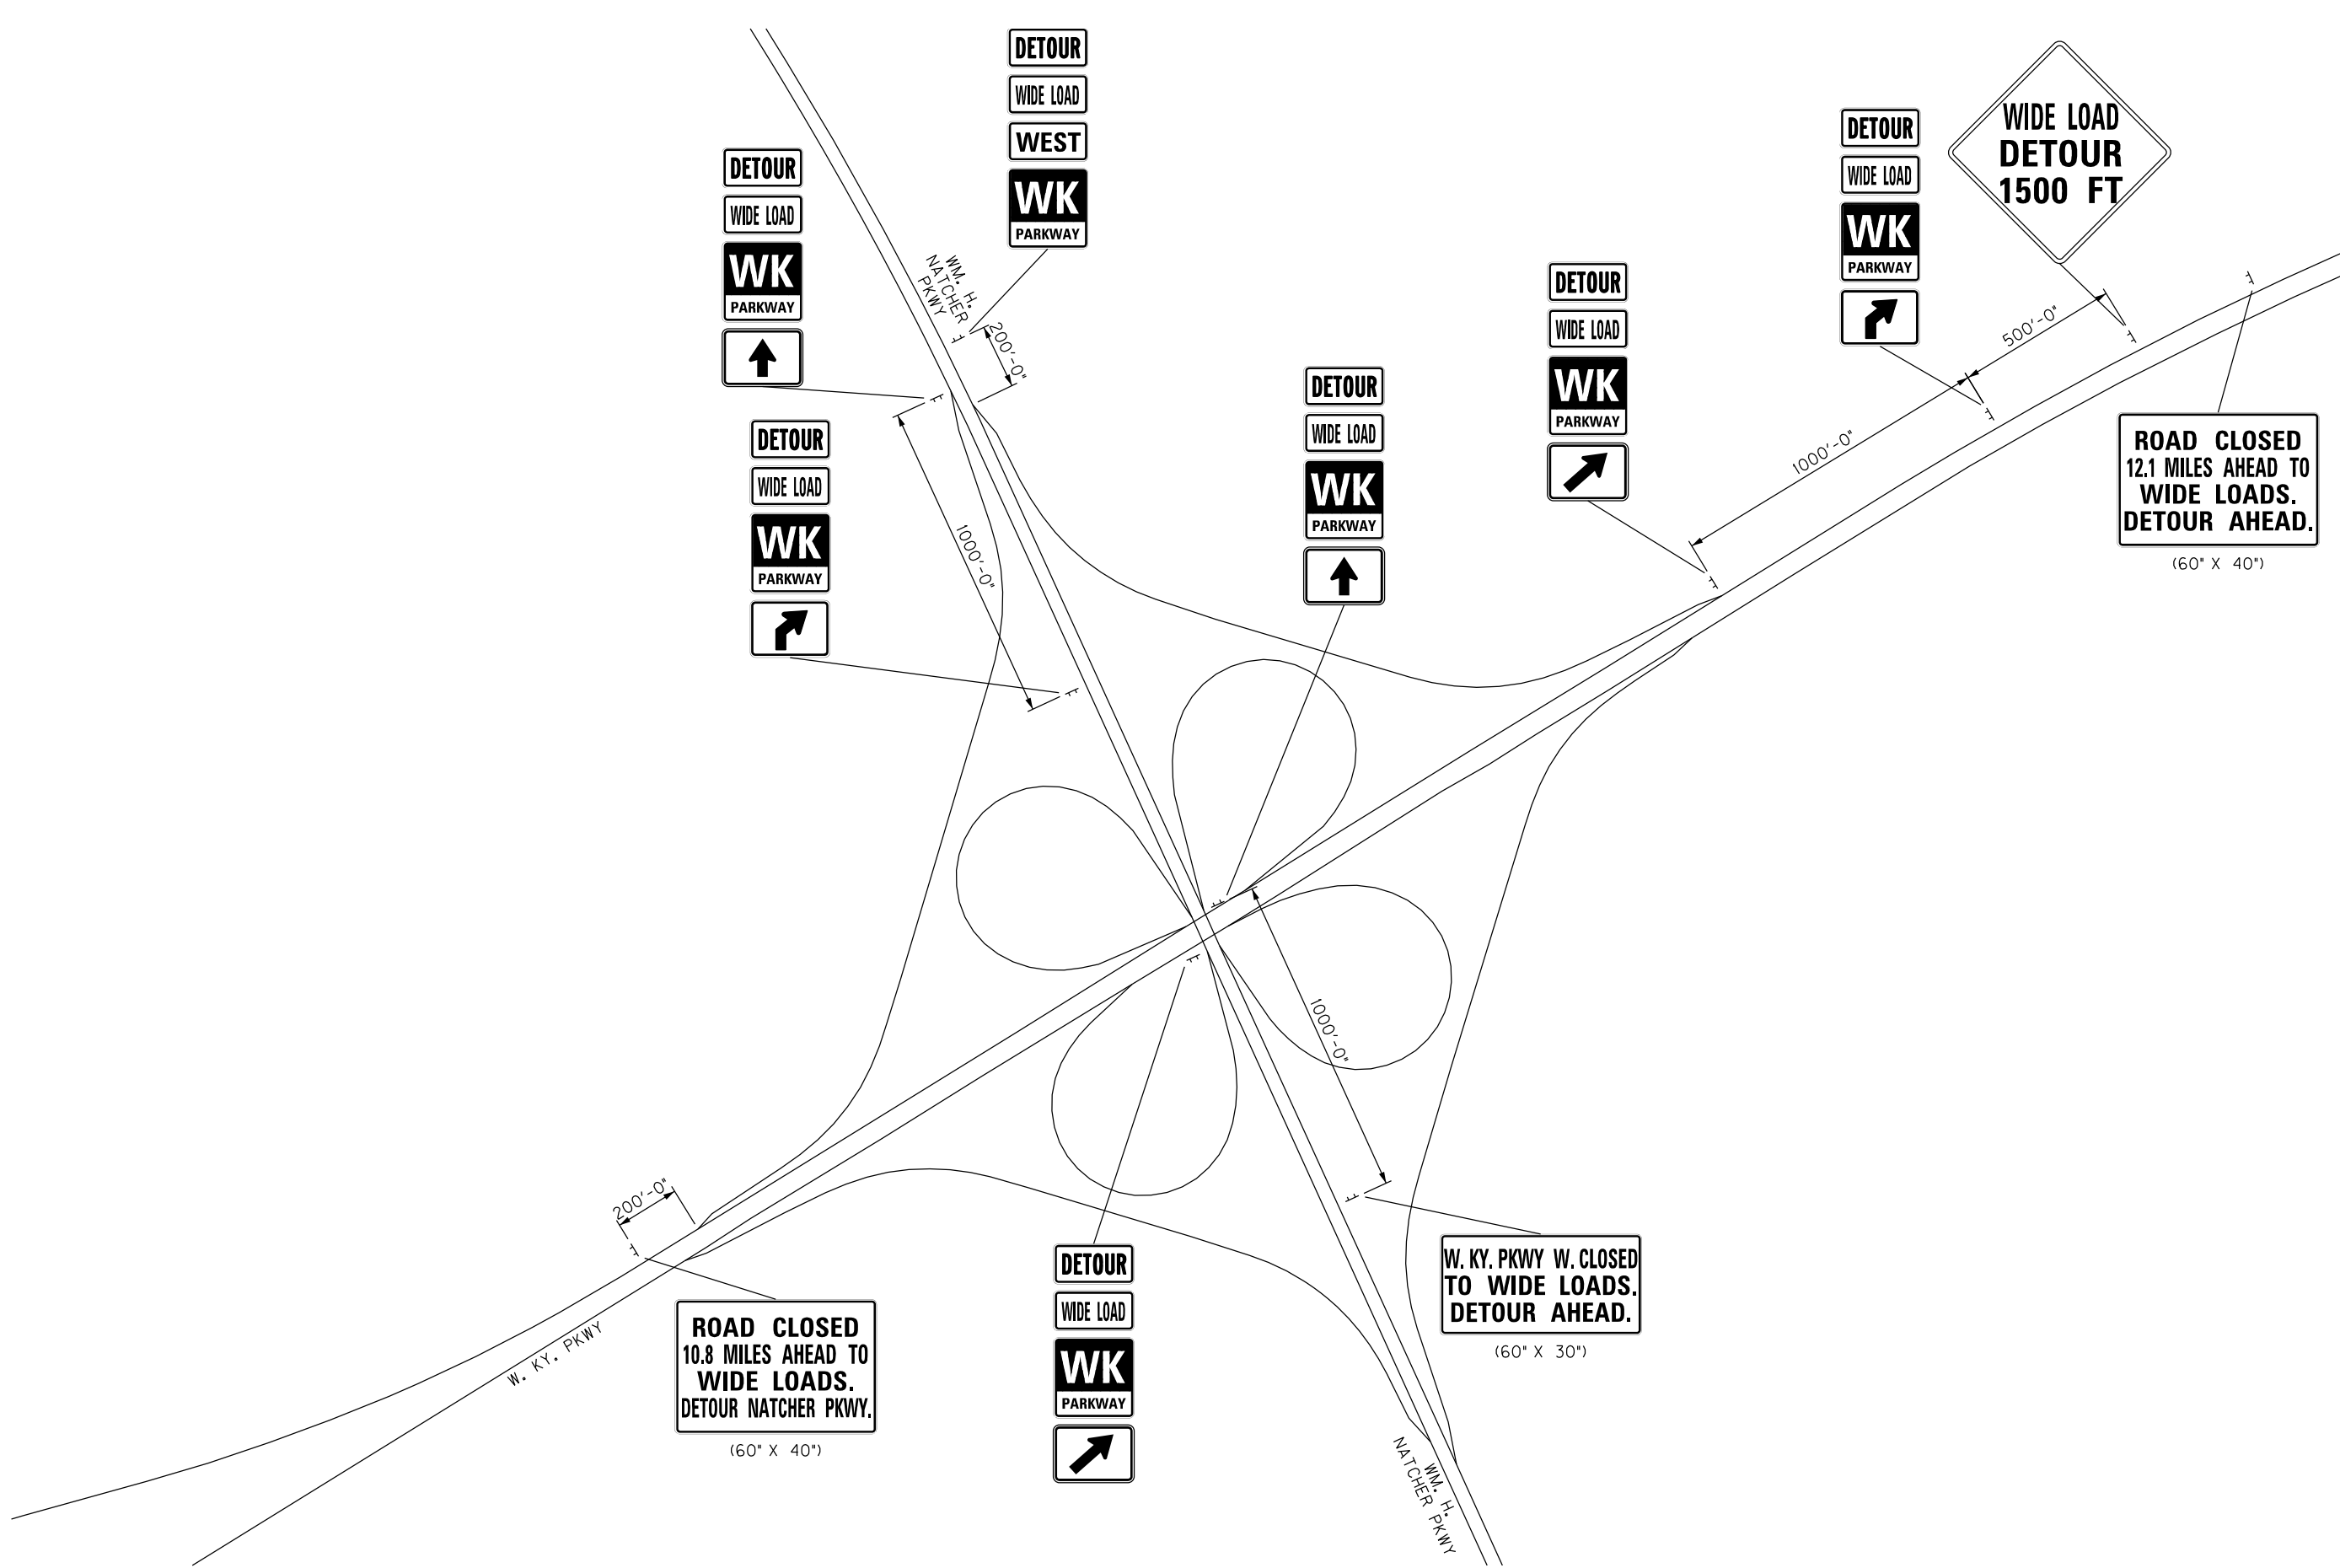 DETOUR
WIDE LOAD
WEST
WK
PARKWAY
DETOUR
WIDE LOAD
WK
PARKWAY
WM. H.
NATCHER
PKWY
200'-0"
DETOUR
WIDE LOAD
WK
PARKWAY
1000'-0"
DETOUR
WIDE LOAD
WK
PARKWAY
DETOUR
WIDE LOAD
WK
PARKWAY
DETOUR
WIDE LOAD
WK
PARKWAY
WIDE LOAD
DETOUR
1500 FT
500'-0"
1000'-0"
ROAD CLOSED
12.1 MILES AHEAD TO
WIDE LOADS.
DETOUR AHEAD.
(60" X 40")
1000'-0"
200'-0"
W. KY. PKWY
ROAD CLOSED
10.8 MILES AHEAD TO
WIDE LOADS.
DETOUR NATCHER PKWY.
(60" X 40")
DETOUR
WIDE LOAD
WK
PARKWAY
W. KY. PKWY W. CLOSED
TO WIDE LOADS.
DETOUR AHEAD.
(60" X 30")
WM. H.
NATCHER PKWY